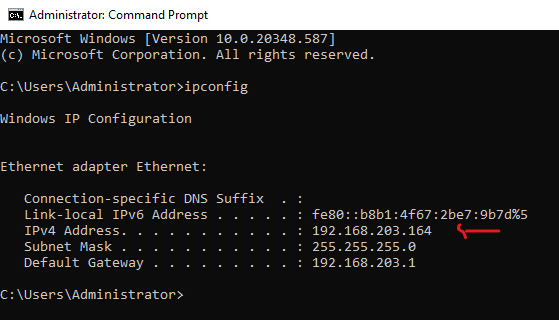 Administrator: Command Prompt
Microsoft Windows [Version 10.0.20348.587]
(c) Microsoft Corporation. All rights reserved.
C:\Users\Administrator>ipconfig
Windows IP Configuration
Ethernet adapter Ethernet:
   Connection-specific DNS Suffix  . :
   Link-local IPv6 Address . . . . . : fe80::b8b1:4f67:2be7:9b7d%5
   IPv4 Address. . . . . . . . . . . : 192.168.203.164
   Subnet Mask . . . . . . . . . . . : 255.255.255.0
   Default Gateway . . . . . . . . . : 192.168.203.1
C:\Users\Administrator>